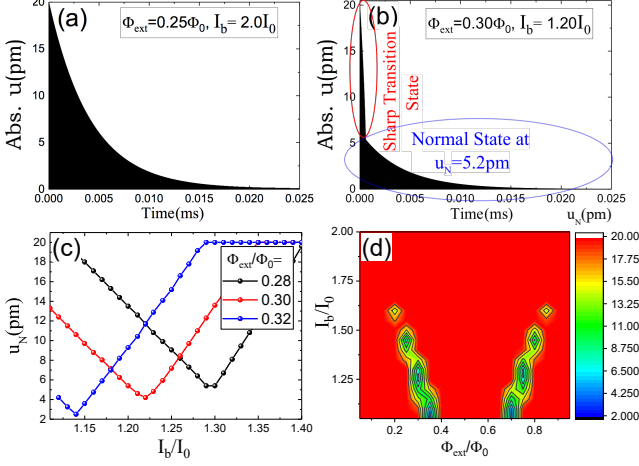 (a)
Φext=0.25Φ0, Ib= 2.0I0
Abs. u(pm)
20
15
10
5
0
0.000 0.005 0.010 0.015 0.020 0.025
Time(ms)
(b)
Φext=0.30Φ0, Ib= 1.20I0
Abs. u(pm)
20
15
10
5
0
Sharp Transition
State
Normal State at
uN=5.2pm
0.000 0.005 0.010 0.015 0.020 0.025
Time(ms)
uN(pm)
(c)
Φext/Φ0=
0.28
0.30
0.32
uN(pm)
20
18
16
14
12
10
8
6
4
2
1.15 1.20 1.25 1.30 1.35 1.40
Ib/I0
(d)
Ib/I0
2.00
1.75
1.50
1.25
0.2 0.4 0.6 0.8
Φext/Φ0
20.00
18.00
15.75
13.50
11.25
9.000
6.750
4.500
2.000
1.750